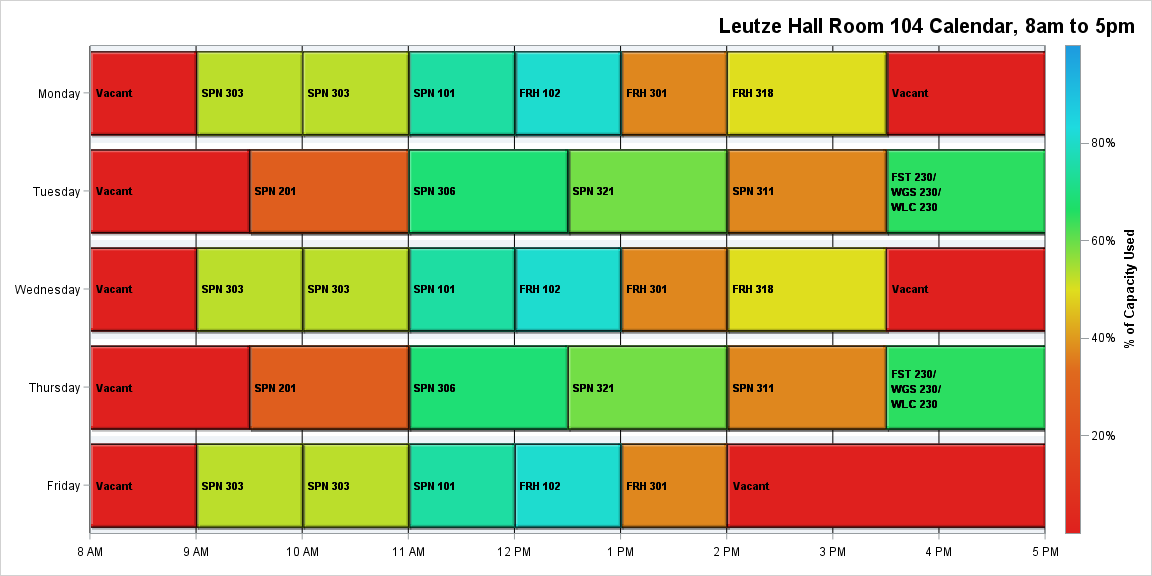 Leutze Hall Room 104 Calendar, 8am to 5pm
Monday
Vacant
SPN 303
SPN 303
SPN 101
FRH 102
FRH 301
FRH 318
Vacant
Tuesday
Vacant
SPN 201
SPN 306
SPN 321
SPN 311
FST 230/
WGS 230/
WLC 230
Wednesday
Vacant
SPN 303
SPN 303
SPN 101
FRH 102
FRH 301
FRH 318
Vacant
Thursday
Vacant
SPN 201
SPN 306
SPN 321
SPN 311
FST 230/
WGS 230/
WLC 230
Friday
Vacant
SPN 303
SPN 303
SPN 101
FRH 102
FRH 301
Vacant
8 AM
9 AM
10 AM
11 AM
12 PM
1 PM
2 PM
3 PM
4 PM
5 PM
80%
60%
40%
20%
% of Capacity Used